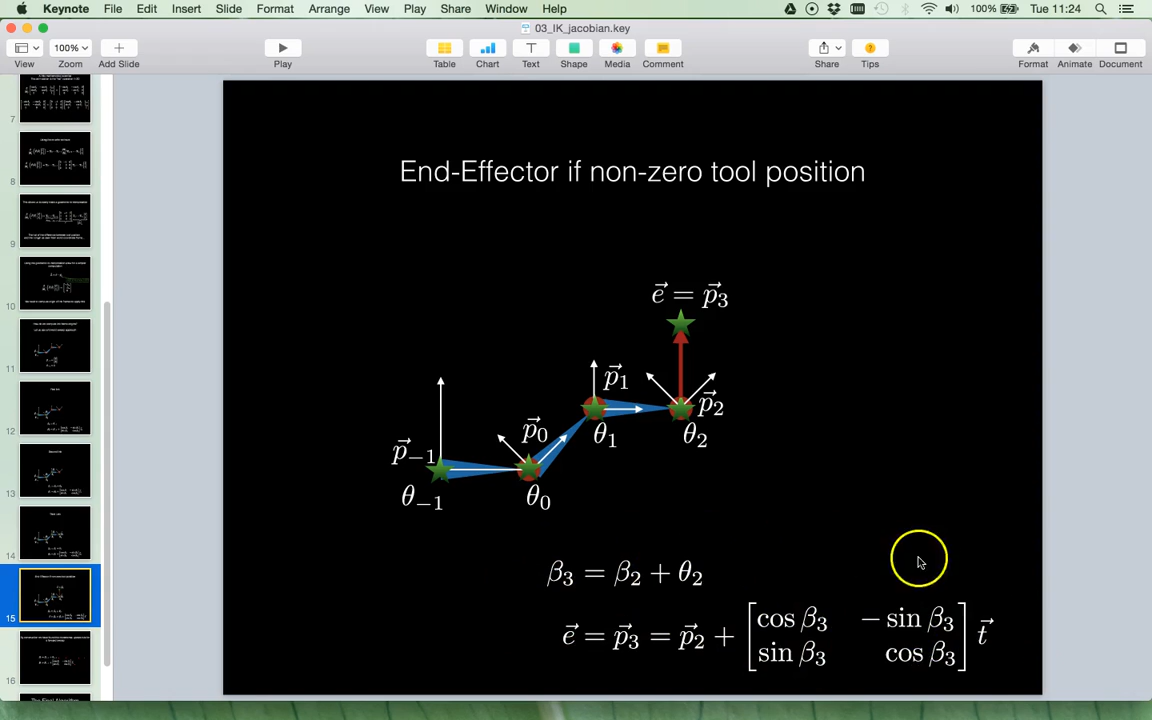 Keynote File Edit Insert Slide Format Arrange View Play Share Window Help 100% Tue 11:24
03_IK_jacobian.key
100%
View Zoom Add Slide Play Table Chart Text Shape Media Comment Share Tips Format Animate Document
7
8
9
10
11
12
13
14
15
16
End-Effector if non-zero tool position
e⃗ = p⃗₃
p⃗₁
p⃗₂
p⃗₀
θ₁
θ₂
p⃗₋₁
θ₋₁
θ₀
β₃ = β₂ + θ₂
e⃗ = p⃗₃ = p⃗₂ + [cos β₃ − sin β₃
sin β₃ cos β₃] t⃗